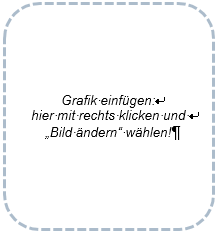 Grafik einfügen:
hier mit rechts klicken und
„Bild ändern“ wählen!